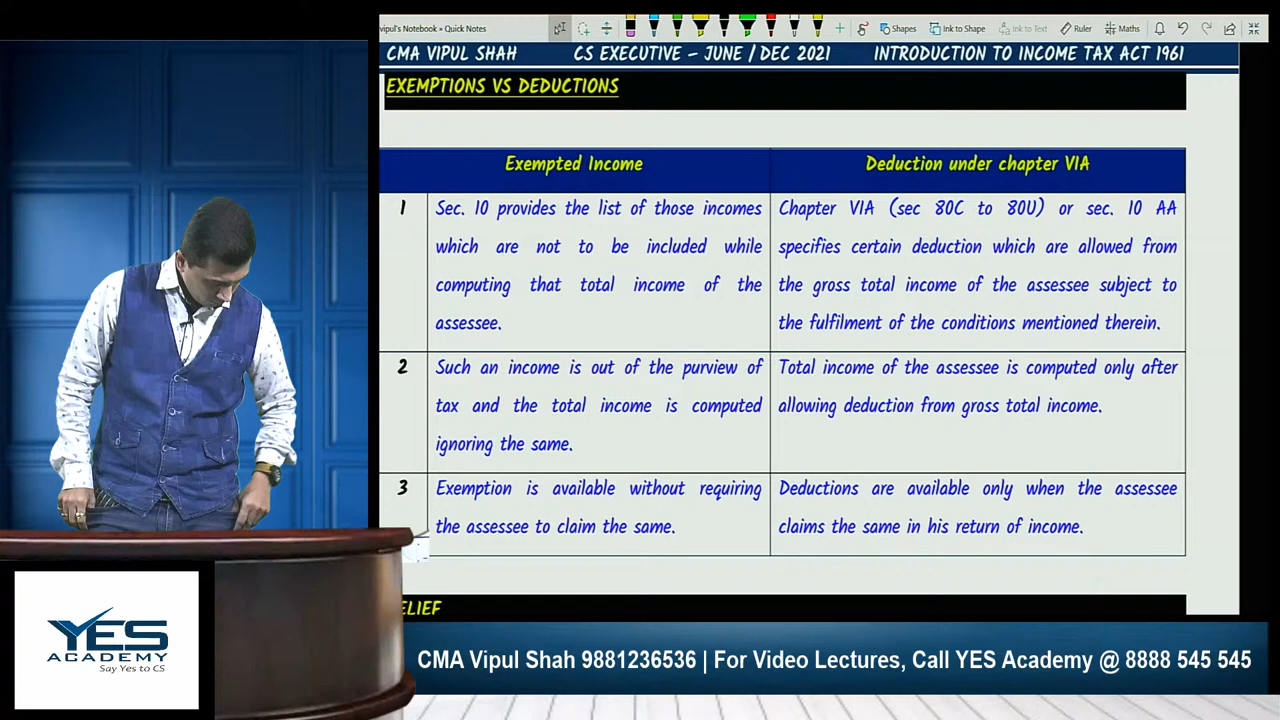 vipul's Notebook » Quick Notes
Shapes
Ink to Shape
Ink to Text
Ruler
Maths
CMA VIPUL SHAH CS EXECUTIVE – JUNE / DEC 2021 INTRODUCTION TO INCOME TAX ACT 1961
EXEMPTIONS VS DEDUCTIONS
Exempted Income
Deduction under chapter VIA
1
Sec. 10 provides the list of those incomes
which are not to be included while
computing that total income of the
assessee.
Chapter VIA (sec 80C to 80U) or sec. 10 AA
specifies certain deduction which are allowed from
the gross total income of the assessee subject to
the fulfilment of the conditions mentioned therein.
2
Such an income is out of the purview of
tax and the total income is computed
ignoring the same.
Total income of the assessee is computed only after
allowing deduction from gross total income.
3
Exemption is available without requiring
the assessee to claim the same.
Deductions are available only when the assessee
claims the same in his return of income.
ELIEF
YES
ACADEMY
Say Yes to CS
CMA Vipul Shah 9881236536 | For Video Lectures, Call YES Academy @ 8888 545 545